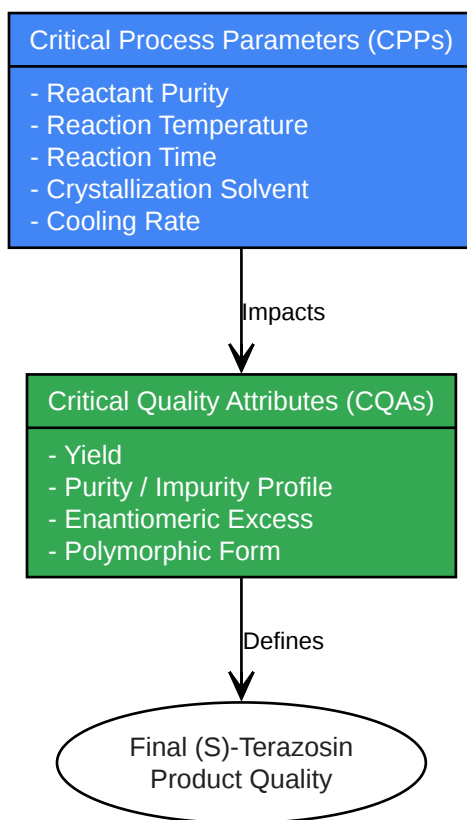 Critical Process Parameters (CPPs)
- Reactant Purity
- Reaction Temperature
- Reaction Time
- Crystallization Solvent
- Cooling Rate
Impacts
Critical Quality Attributes (CQAs)
- Yield
- Purity / Impurity Profile
- Enantiomeric Excess
- Polymorphic Form
Defines
Final (S)-Terazosin
Product Quality